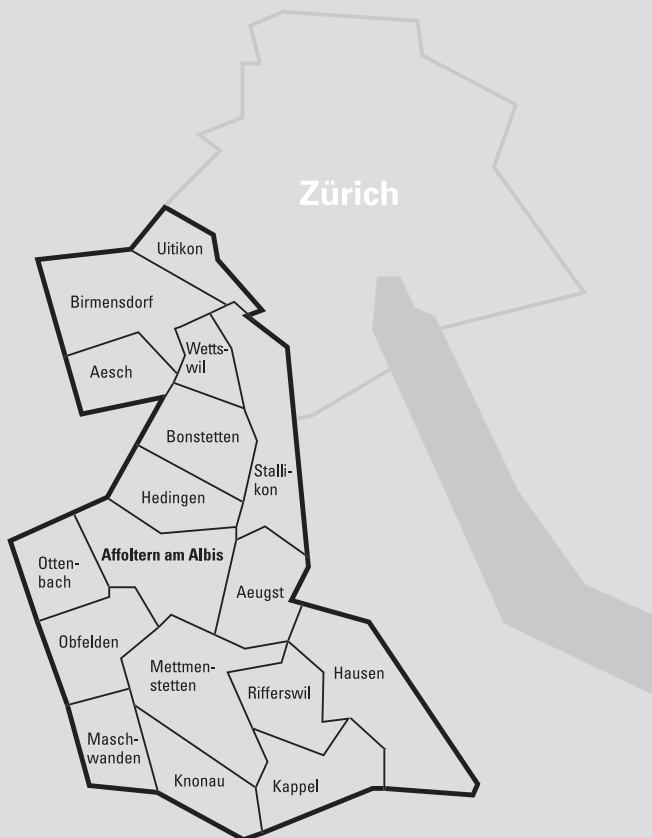 Zürich
Uitikon
Birmensdorf
Wetts-
wil
Aesch
Bonstetten
Stalli-
kon
Hedingen
Affoltern am Albis
Otten-
bach
Aeugst
Obfelden
Mettmen-
stetten
Hausen
Rifferswil
Masch-
wanden
Knonau
Kappel